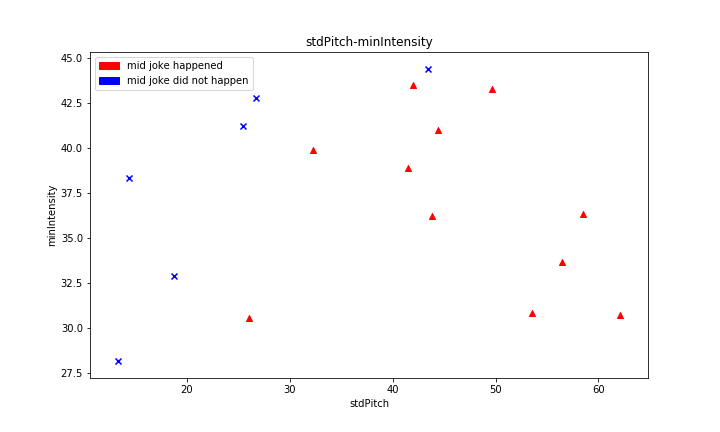 stdPitch-minIntensity
mid joke happened
mid joke did not happen
45.0
42.5
40.0
37.5
35.0
32.5
30.0
27.5
minIntensity
20 30 40 50 60
stdPitch